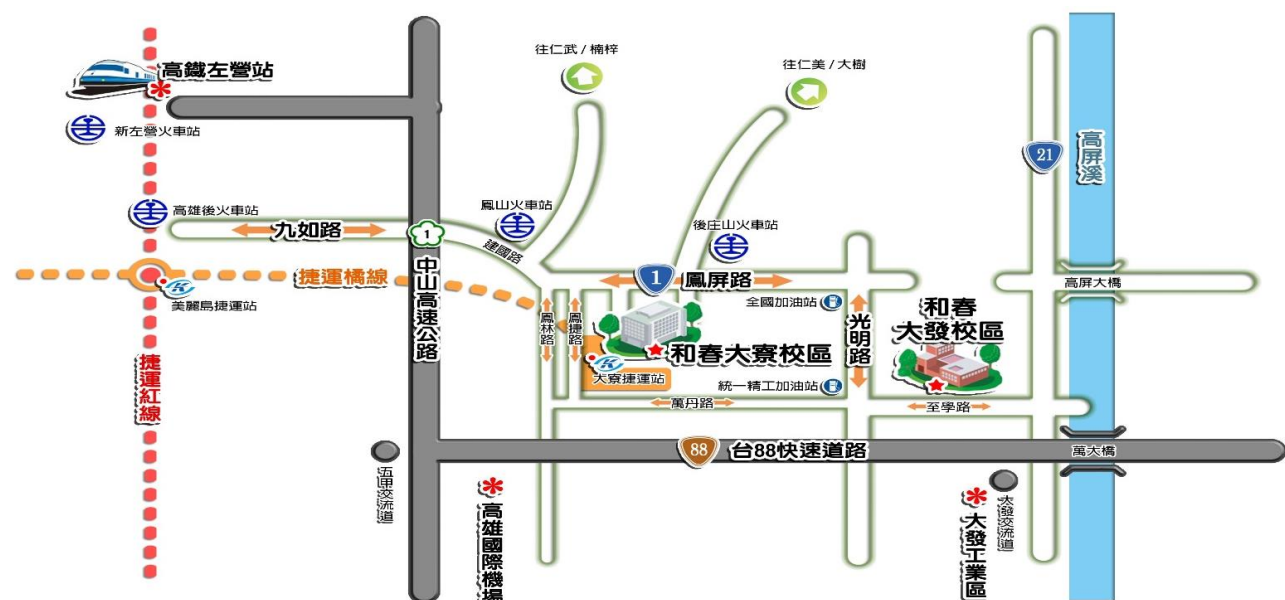 往仁武 / 楠梓
往仁美 / 大樹
高鐵左營站
新左營火車站
21
高屏溪
高雄後火車站
鳳山火車站
後庄山火車站
九如路
1
建國路
捷運橘線
中山高速公路
1
鳳屏路
高屏大橋
美麗島捷運站
全國加油站
和春
大發校區
鳳林路
鳳捷路
光明路
和春大寮校區
捷運紅線
大寮捷運站
統一精工加油站
萬丹路
至學路
88
台88快速道路
萬大橋
五甲交流道
高雄國際機場
大發工業區
大發交流道